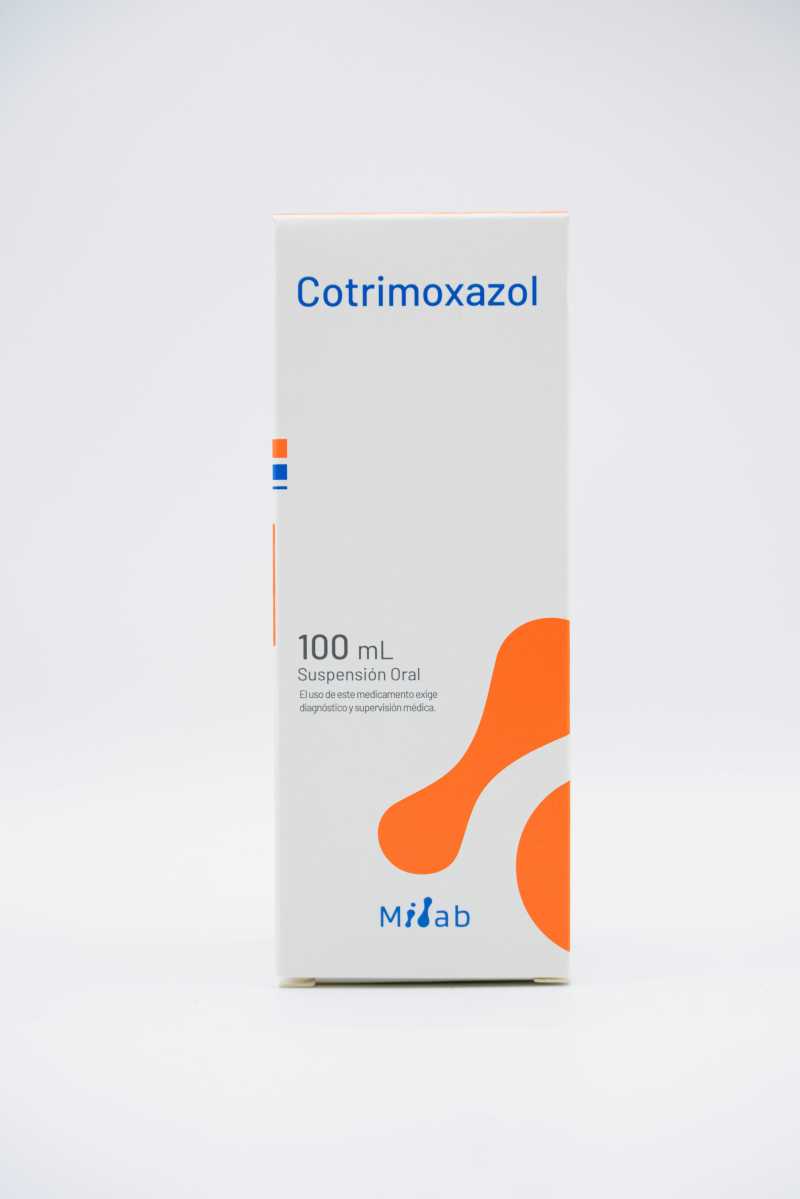 Cotrimoxazol
100 mL
Suspensión Oral
El uso de este medicamento exige
diagnóstico y supervisión médica.
Milab